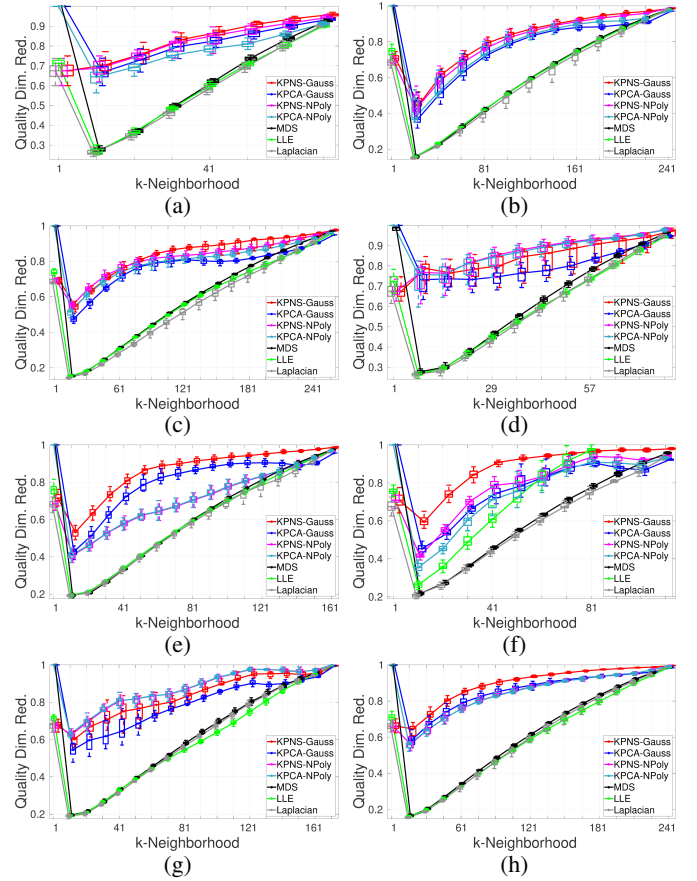 Quality Dim. Red.
0.9
0.8
0.7
0.6
0.5
0.4
0.3
1
41
k-Neighborhood
KPNS-Gauss
KPCA-Gauss
KPNS-NPoly
KPCA-NPoly
MDS
LLE
Laplacian
(a)
Quality Dim. Red.
1
0.8
0.6
0.4
0.2
1
81
161
241
k-Neighborhood
KPNS-Gauss
KPCA-Gauss
KPNS-NPoly
KPCA-NPoly
MDS
LLE
Laplacian
(b)
Quality Dim. Red.
1
0.8
0.6
0.4
0.2
1
61
121
181
241
k-Neighborhood
KPNS-Gauss
KPCA-Gauss
KPNS-NPoly
KPCA-NPoly
MDS
LLE
Laplacian
(c)
Quality Dim. Red.
1
0.9
0.8
0.7
0.6
0.5
0.4
0.3
1
29
57
k-Neighborhood
KPNS-Gauss
KPCA-Gauss
KPNS-NPoly
KPCA-NPoly
MDS
LLE
Laplacian
(d)
Quality Dim. Red.
1
0.8
0.6
0.4
0.2
1
41
81
121
161
k-Neighborhood
KPNS-Gauss
KPCA-Gauss
KPNS-NPoly
KPCA-NPoly
MDS
LLE
Laplacian
(e)
Quality Dim. Red.
1
0.8
0.6
0.4
0.2
1
41
81
k-Neighborhood
KPNS-Gauss
KPCA-Gauss
KPNS-NPoly
KPCA-NPoly
MDS
LLE
Laplacian
(f)
Quality Dim. Red.
1
0.8
0.6
0.4
0.2
1
41
81
121
161
k-Neighborhood
KPNS-Gauss
KPCA-Gauss
KPNS-NPoly
KPCA-NPoly
MDS
LLE
Laplacian
(g)
Quality Dim. Red.
1
0.8
0.6
0.4
0.2
1
61
121
181
241
k-Neighborhood
KPNS-Gauss
KPCA-Gauss
KPNS-NPoly
KPCA-NPoly
MDS
LLE
Laplacian
(h)